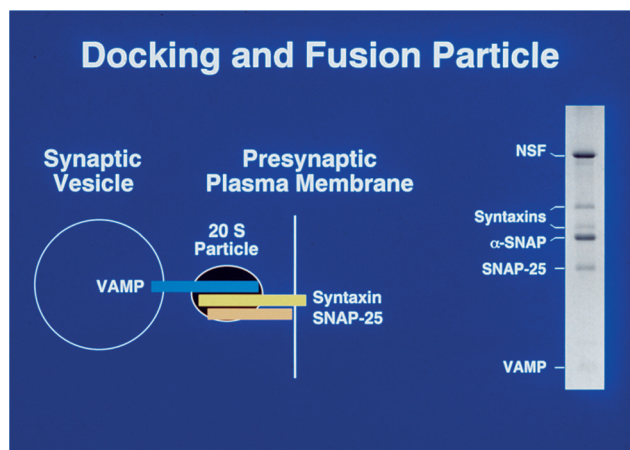 Docking and Fusion Particle
Synaptic
Vesicle
Presynaptic
Plasma Membrane
20 S
Particle
VAMP
Syntaxin
SNAP-25
NSF
Syntaxins
α-SNAP
SNAP-25
VAMP